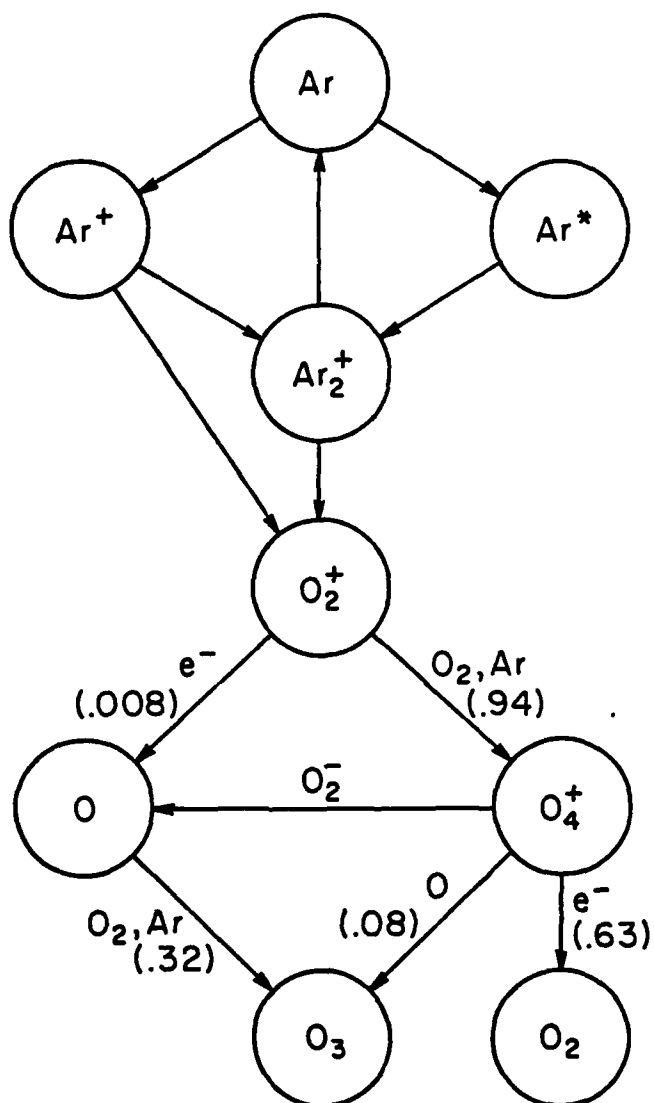 Ar
Ar⁺
Ar*
Ar₂⁺
O₂⁺
e⁻
(.008)
O₂, Ar
(.94)
O
O₂⁻
O₄⁺
O₂, Ar
(.32)
O
(.08)
e⁻
(.63)
O₃
O₂